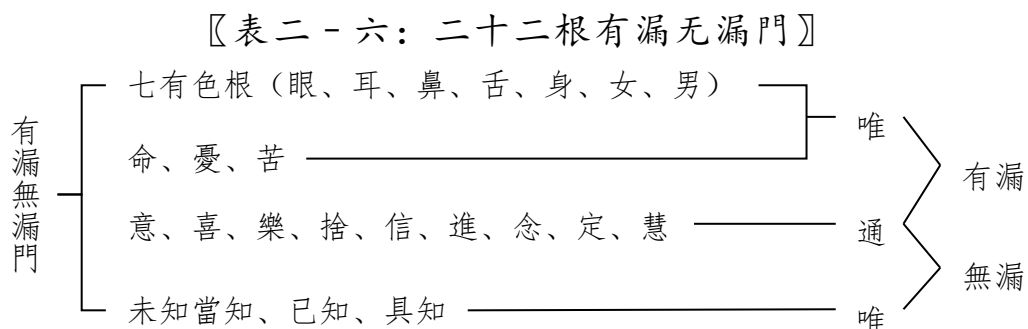 〖表二－六：二十二根有漏无漏門〗
有漏無漏門
七有色根（眼、耳、鼻、舌、身、女、男）
唯
命、憂、苦
有漏
意、喜、樂、捨、信、進、念、定、慧
通
無漏
未知當知、已知、具知
唯